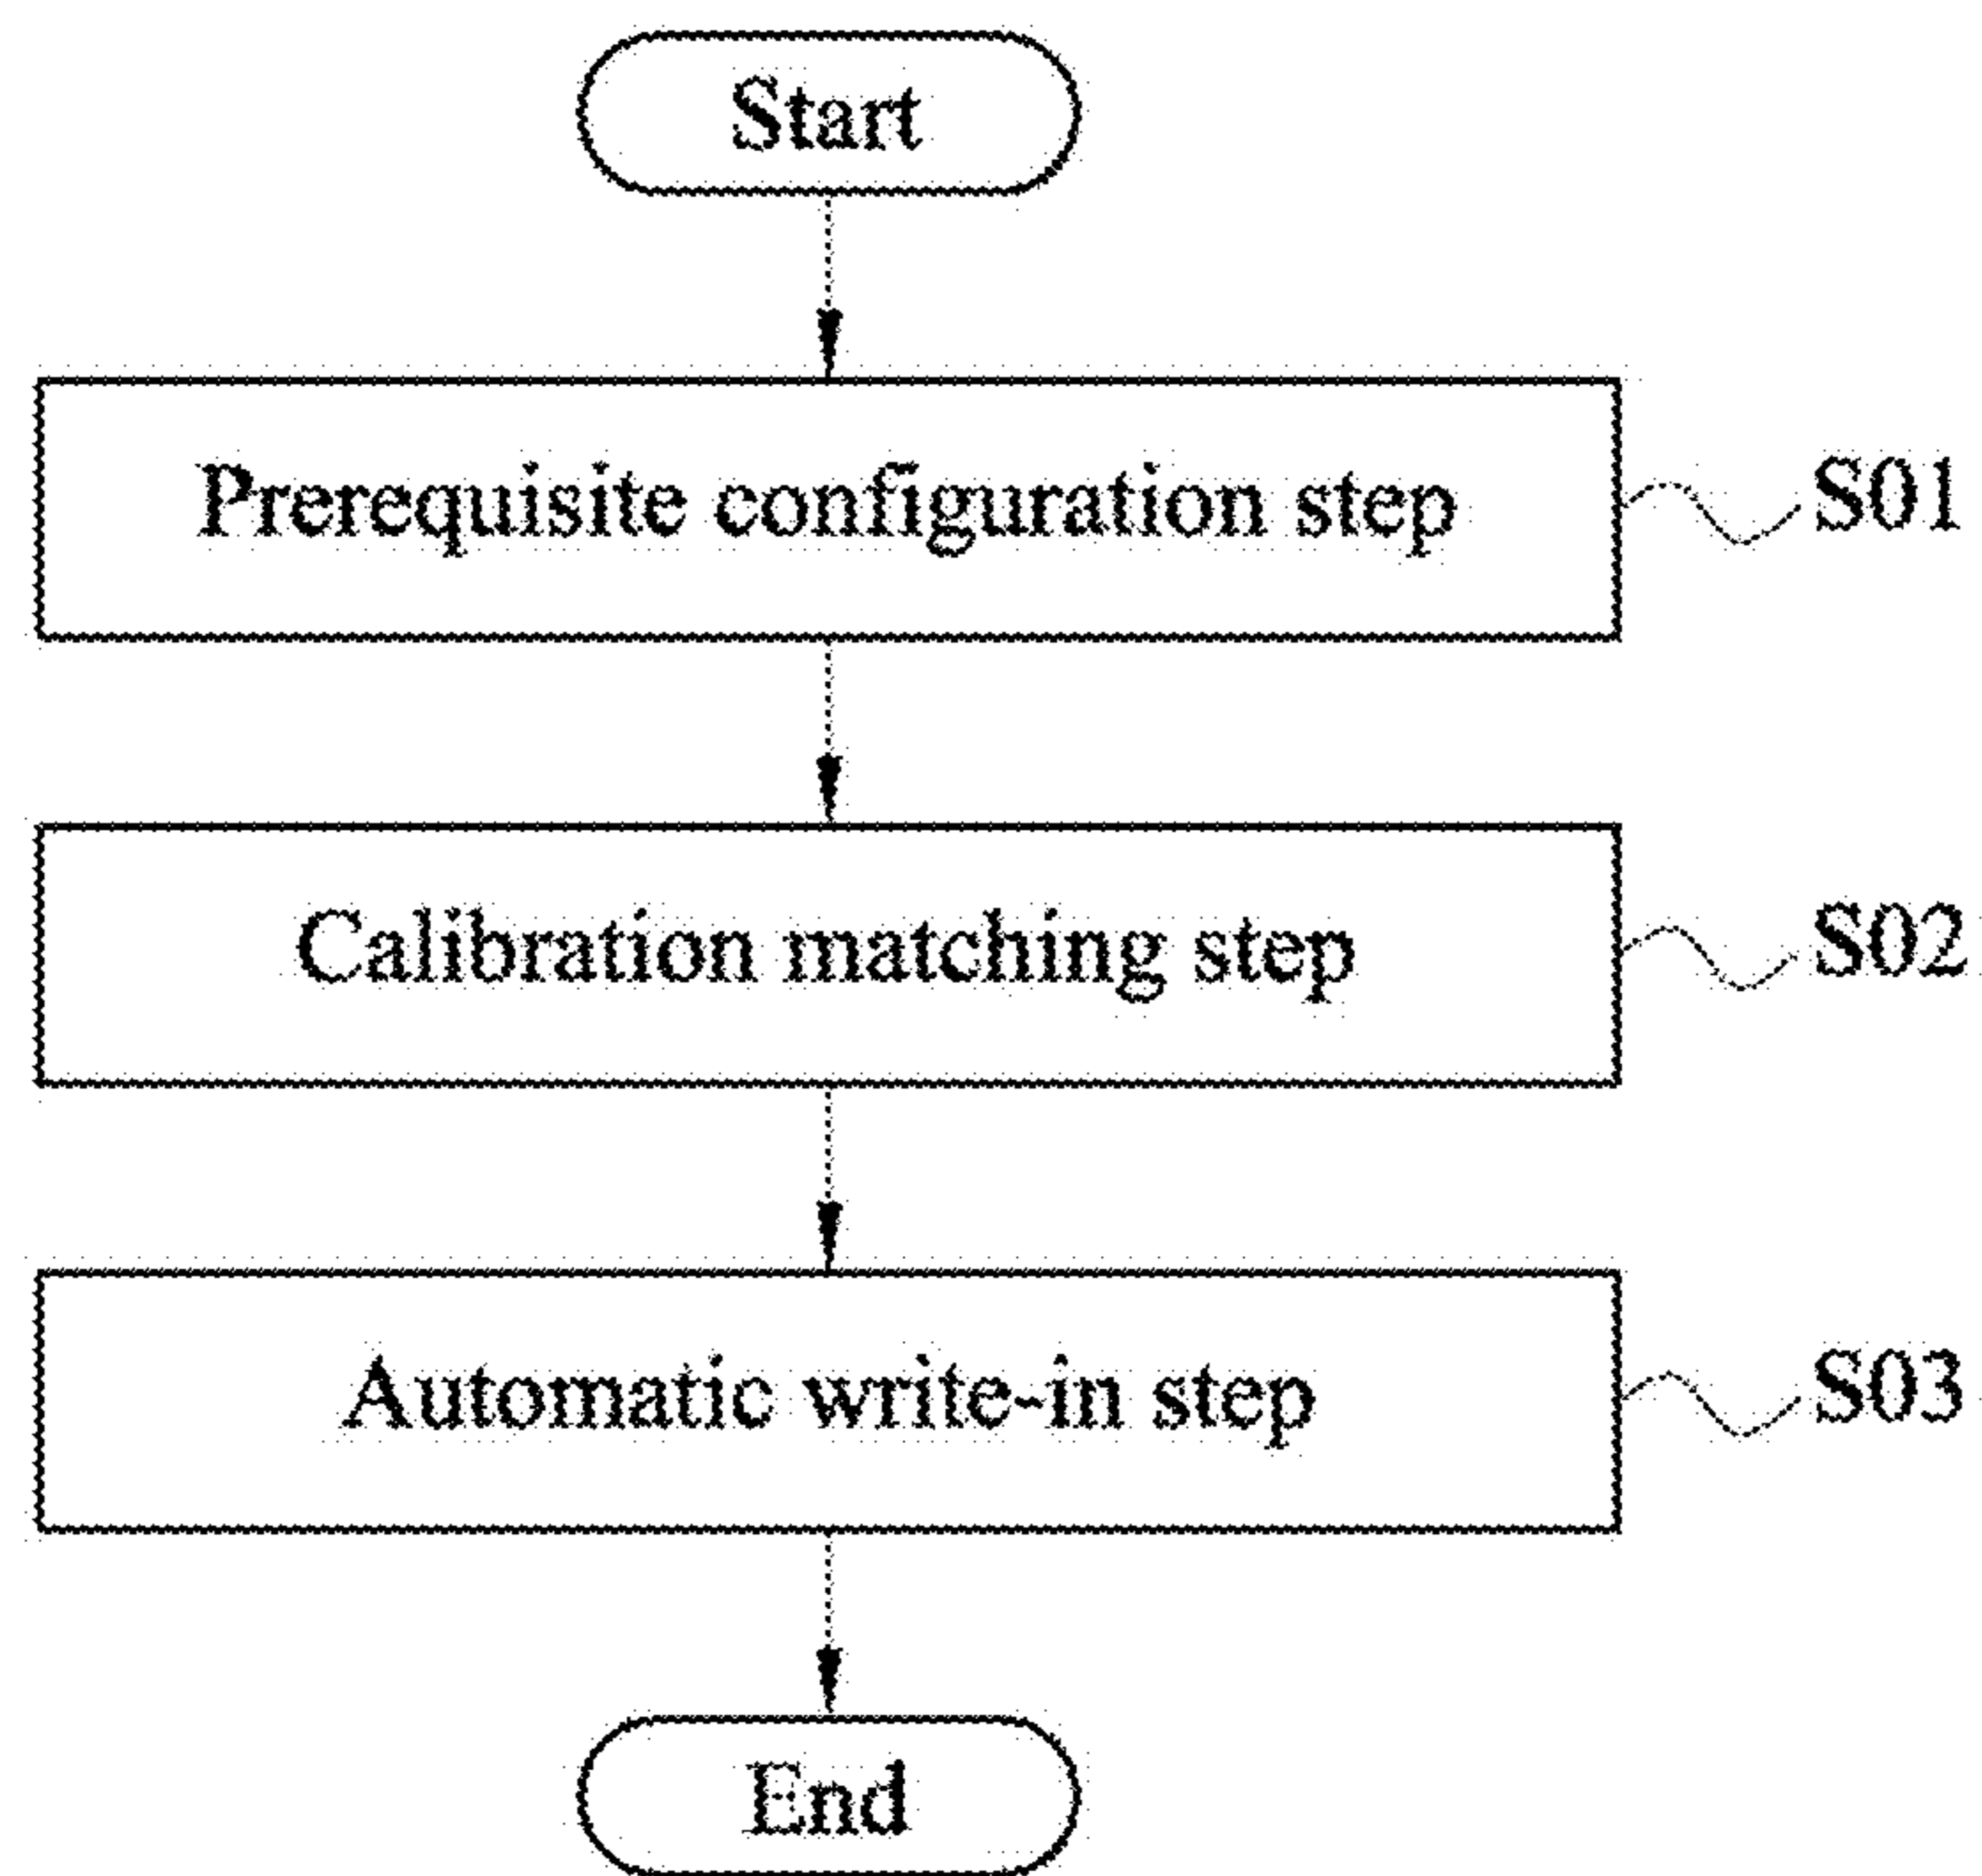 Start
Prerequisite configuration step S01
Calibration matching step S02
Automatic write-in step S03
End